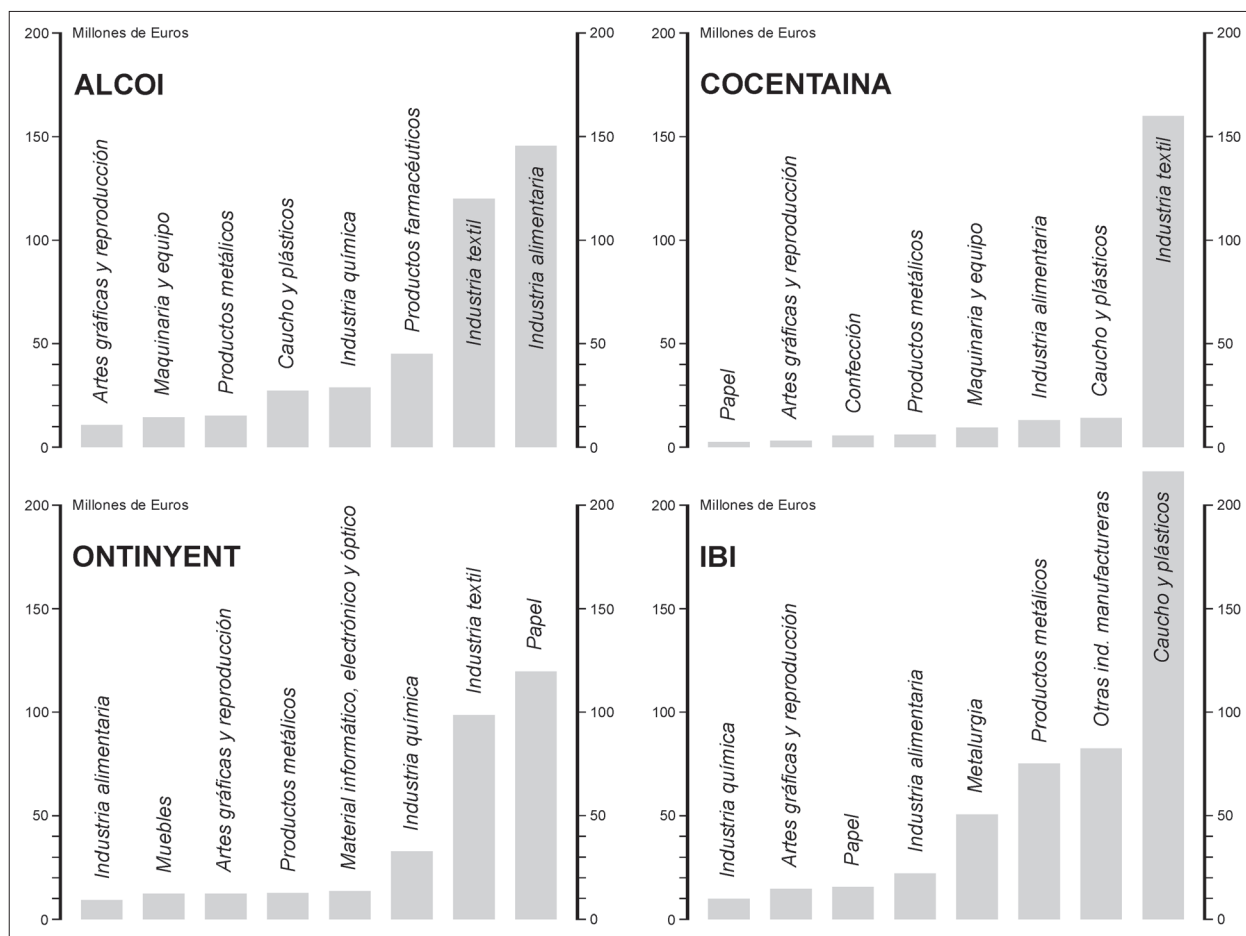 Millones de Euros
ALCOI
200
150
100
50
0
Artes gráficas y reproducción
Maquinaria y equipo
Productos metálicos
Caucho y plásticos
Industria química
Productos farmacéuticos
Industria textil
Industria alimentaria
200
150
100
50
0
Millones de Euros
COCENTAINA
200
150
100
50
0
Papel
Artes gráficas y reproducción
Confección
Productos metálicos
Maquinaria y equipo
Industria alimentaria
Caucho y plásticos
Industria textil
200
150
100
50
0
Millones de Euros
ONTINYENT
200
150
100
50
0
Industria alimentaria
Muebles
Artes gráficas y reproducción
Productos metálicos
Material informático, electrónico y óptico
Industria química
Industria textil
Papel
200
150
100
50
0
Millones de Euros
IBI
200
150
100
50
0
Industria química
Artes gráficas y reproducción
Papel
Industria alimentaria
Metalurgia
Productos metálicos
Otras ind. manufactureras
Caucho y plásticos
200
150
100
50
0